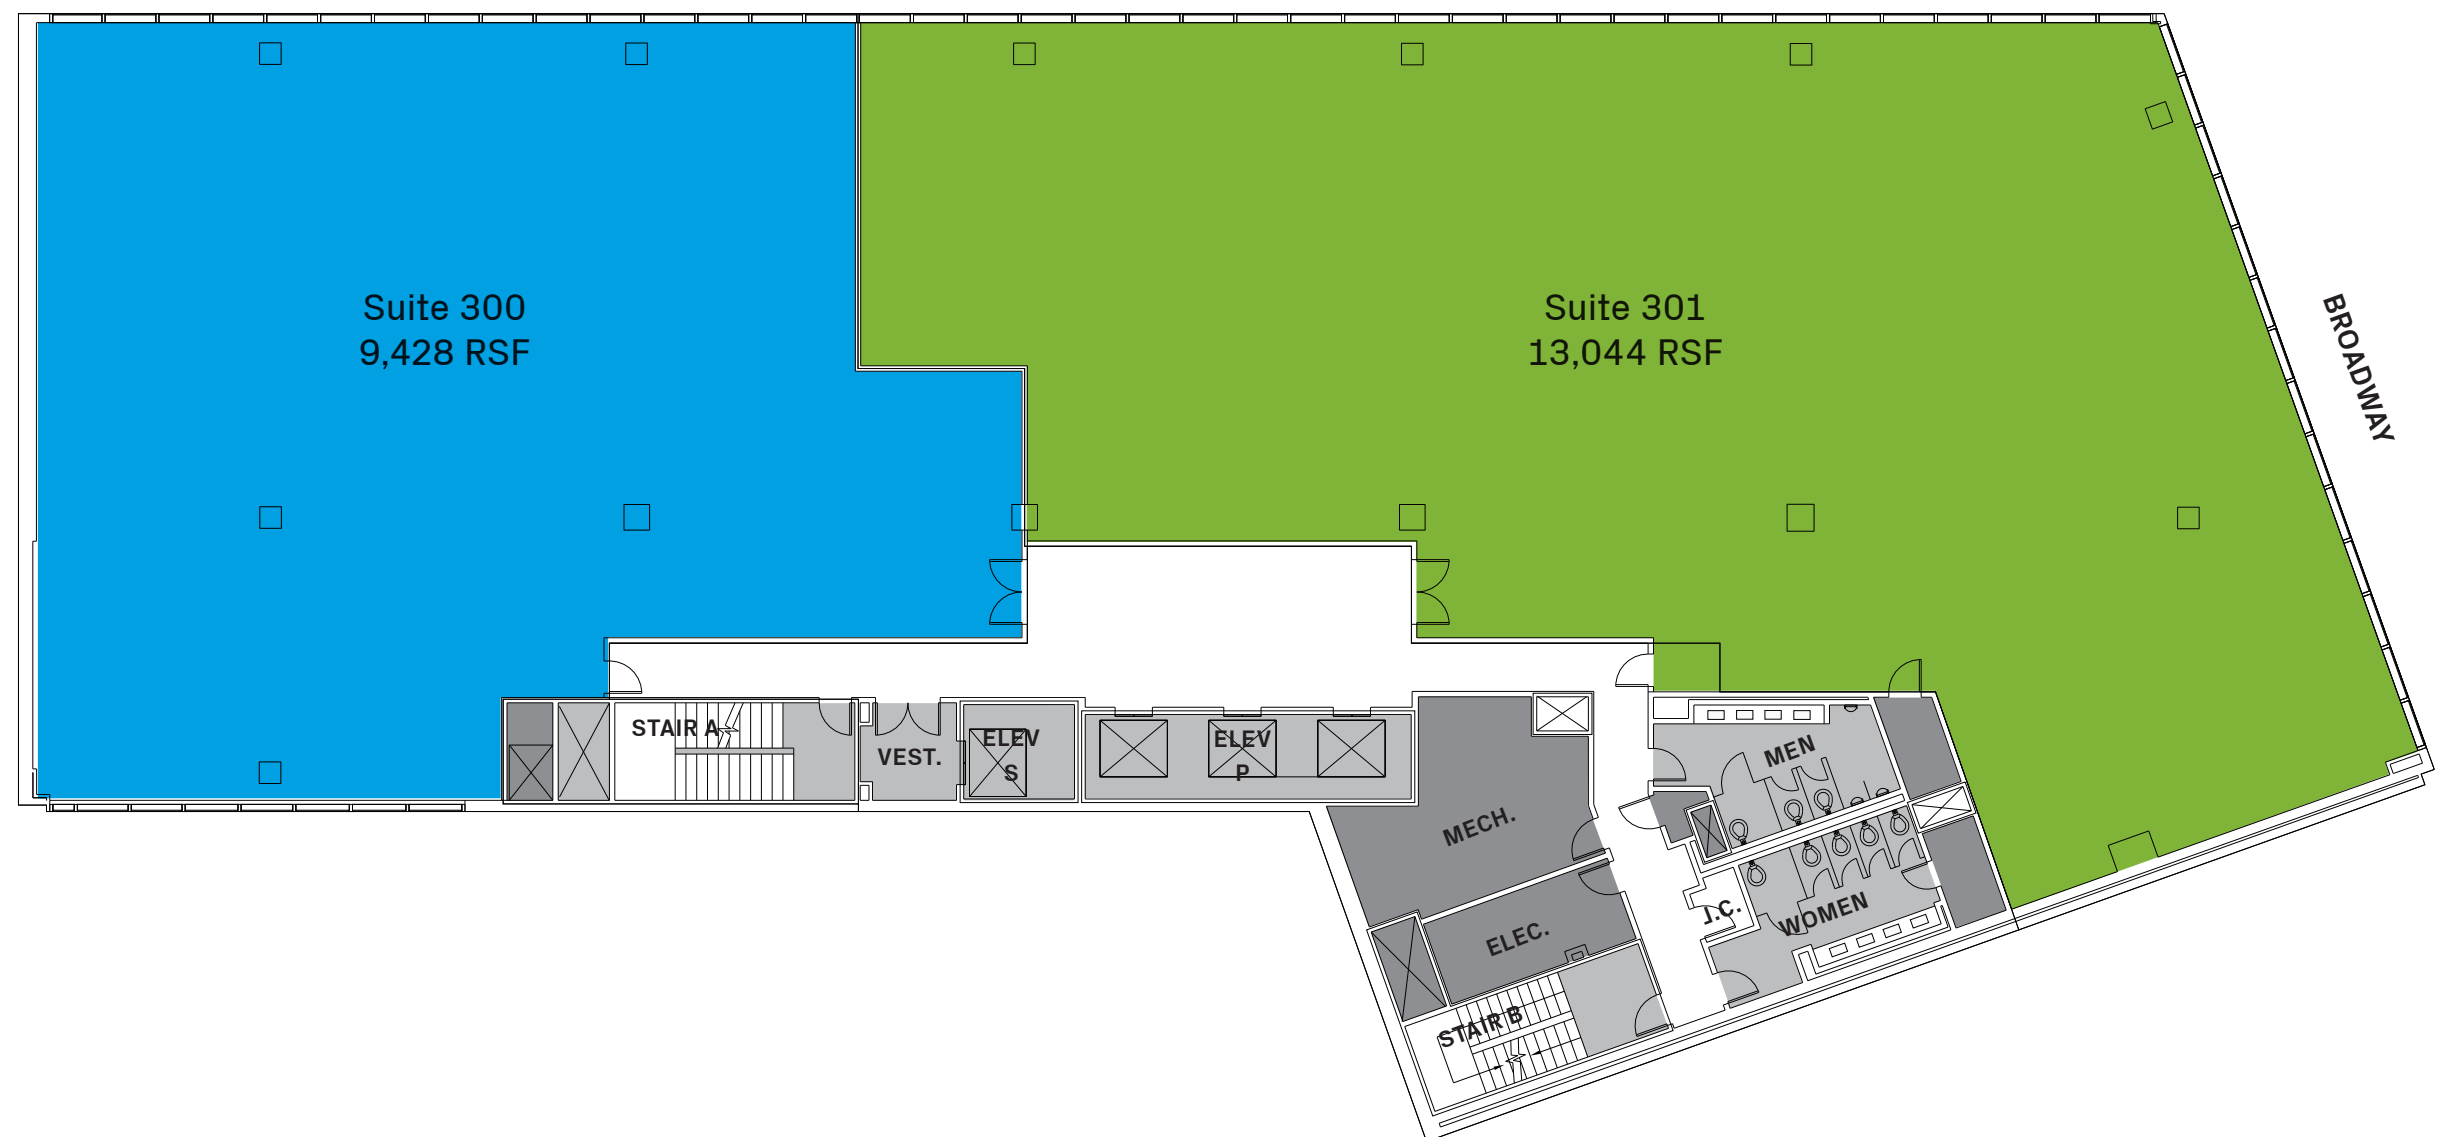 Suite 300
9,428 RSF
Suite 301
13,044 RSF
BROADWAY
STAIR A
VEST.
ELEV
S
ELEV
P
MECH.
ELEC.
STAIR B
MEN
J.C.
WOMEN